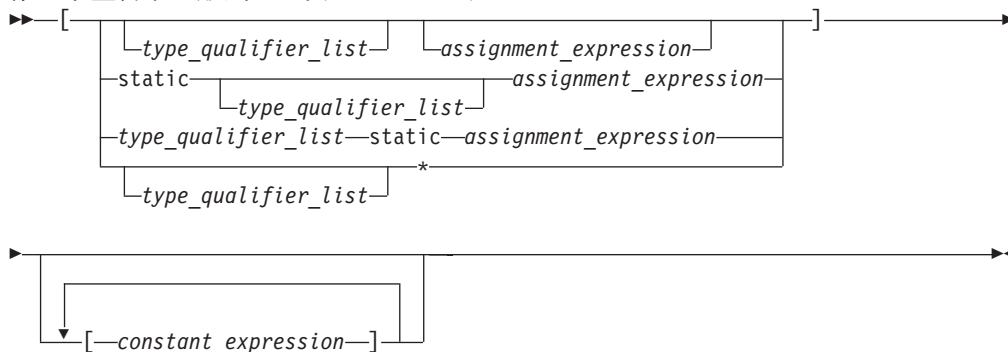 [ ]
type_qualifier_list assignment_expression
static assignment_expression
type_qualifier_list
type_qualifier_list static assignment_expression
*
type_qualifier_list
[ constant expression ]